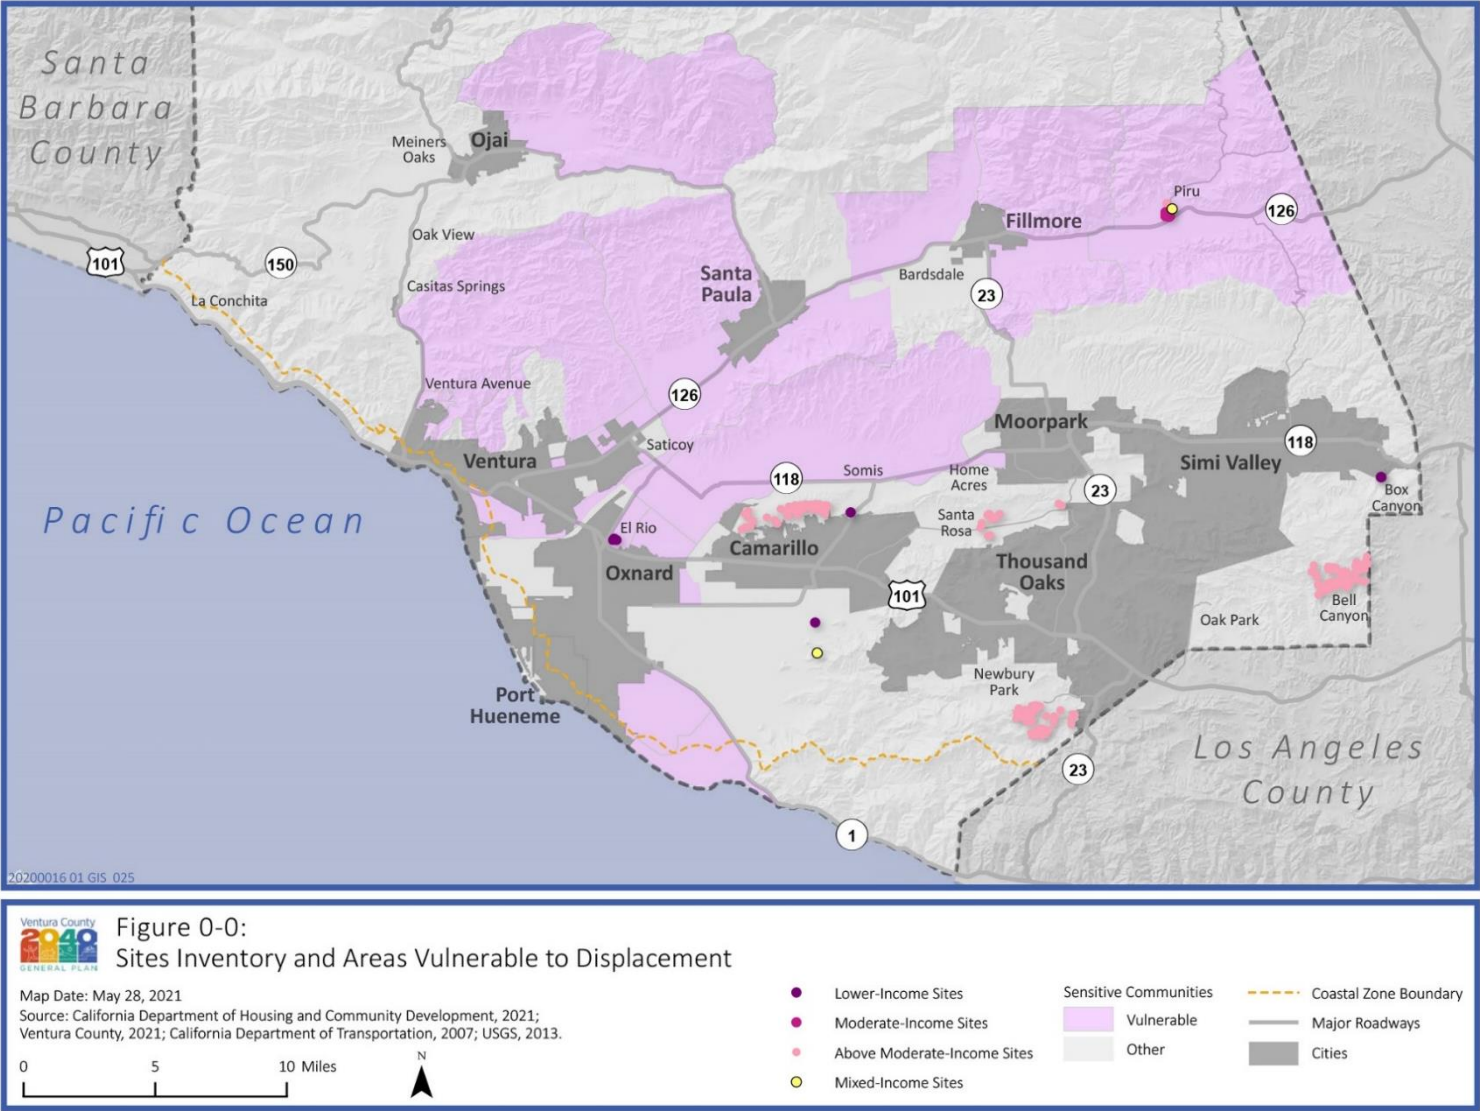 Santa
Barbara
County
Meiners
Oaks
Ojai
Piru
126
Fillmore
Oak View
101
150
Santa
Paula
Bardsdale
23
Casitas Springs
La Conchita
Ventura Avenue
126
Moorpark
118
Saticoy
Ventura
Simi Valley
118
Somis
Home
Acres
23
Box
Canyon
Pacific Ocean
El Rio
Santa
Rosa
Camarillo
Oxnard
Thousand
Oaks
101
Bell
Canyon
Oak Park
Newbury
Park
Port
Hueneme
Los Angeles
County
23
1
20200016 01 GIS 025
Ventura County
2040
GENERAL PLAN
Figure 0-0:
Sites Inventory and Areas Vulnerable to Displacement
Map Date: May 28, 2021
Source: California Department of Housing and Community Development, 2021;
Ventura County, 2021; California Department of Transportation, 2007; USGS, 2013.
0 5 10 Miles
N
Lower-Income Sites
Moderate-Income Sites
Above Moderate-Income Sites
Mixed-Income Sites
Sensitive Communities
Vulnerable
Other
Coastal Zone Boundary
Major Roadways
Cities